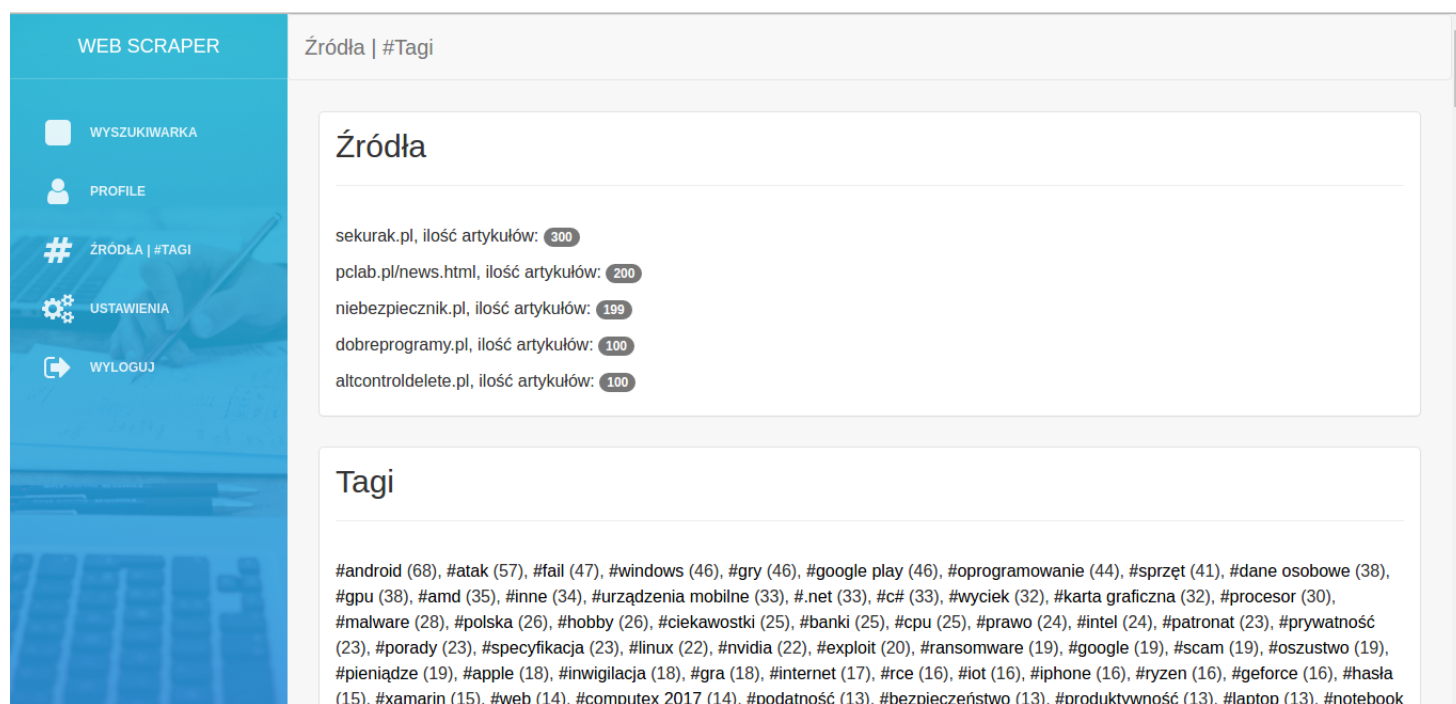 WEB SCRAPER
WYSZUKIWARKA
PROFILE
ŹRÓDŁA | #TAGI
USTAWIENIA
WYLOGUJ
Źródła | #Tagi
Źródła
sekurak.pl, ilość artykułów: 300
pclab.pl/news.html, ilość artykułów: 200
niebezpiecznik.pl, ilość artykułów: 199
dobreprogramy.pl, ilość artykułów: 100
altcontroldelete.pl, ilość artykułów: 100
Tagi
#android (68), #atak (57), #fail (47), #windows (46), #gry (46), #google play (46), #oprogramowanie (44), #sprzęt (41), #dane osobowe (38),
#gpu (38), #amd (35), #inne (34), #urządzenia mobilne (33), #.net (33), #c# (33), #wyciek (32), #karta graficzna (32), #procesor (30),
#malware (28), #polska (26), #hobby (26), #ciekawostki (25), #banki (25), #cpu (25), #prawo (24), #intel (24), #patronat (23), #prywatność
(23), #porady (23), #specyfikacja (23), #linux (22), #nvidia (22), #exploit (20), #ransomware (19), #google (19), #scam (19), #oszustwo (19),
#pieniądze (19), #apple (18), #inwigilacja (18), #gra (18), #internet (17), #rce (16), #iot (16), #iphone (16), #ryzen (16), #geforce (16), #hasła
(15), #xamarin (15), #web (14), #computex 2017 (14), #podatność (13), #bezpieczeństwo (13), #produktywność (13), #laptop (13), #notebook